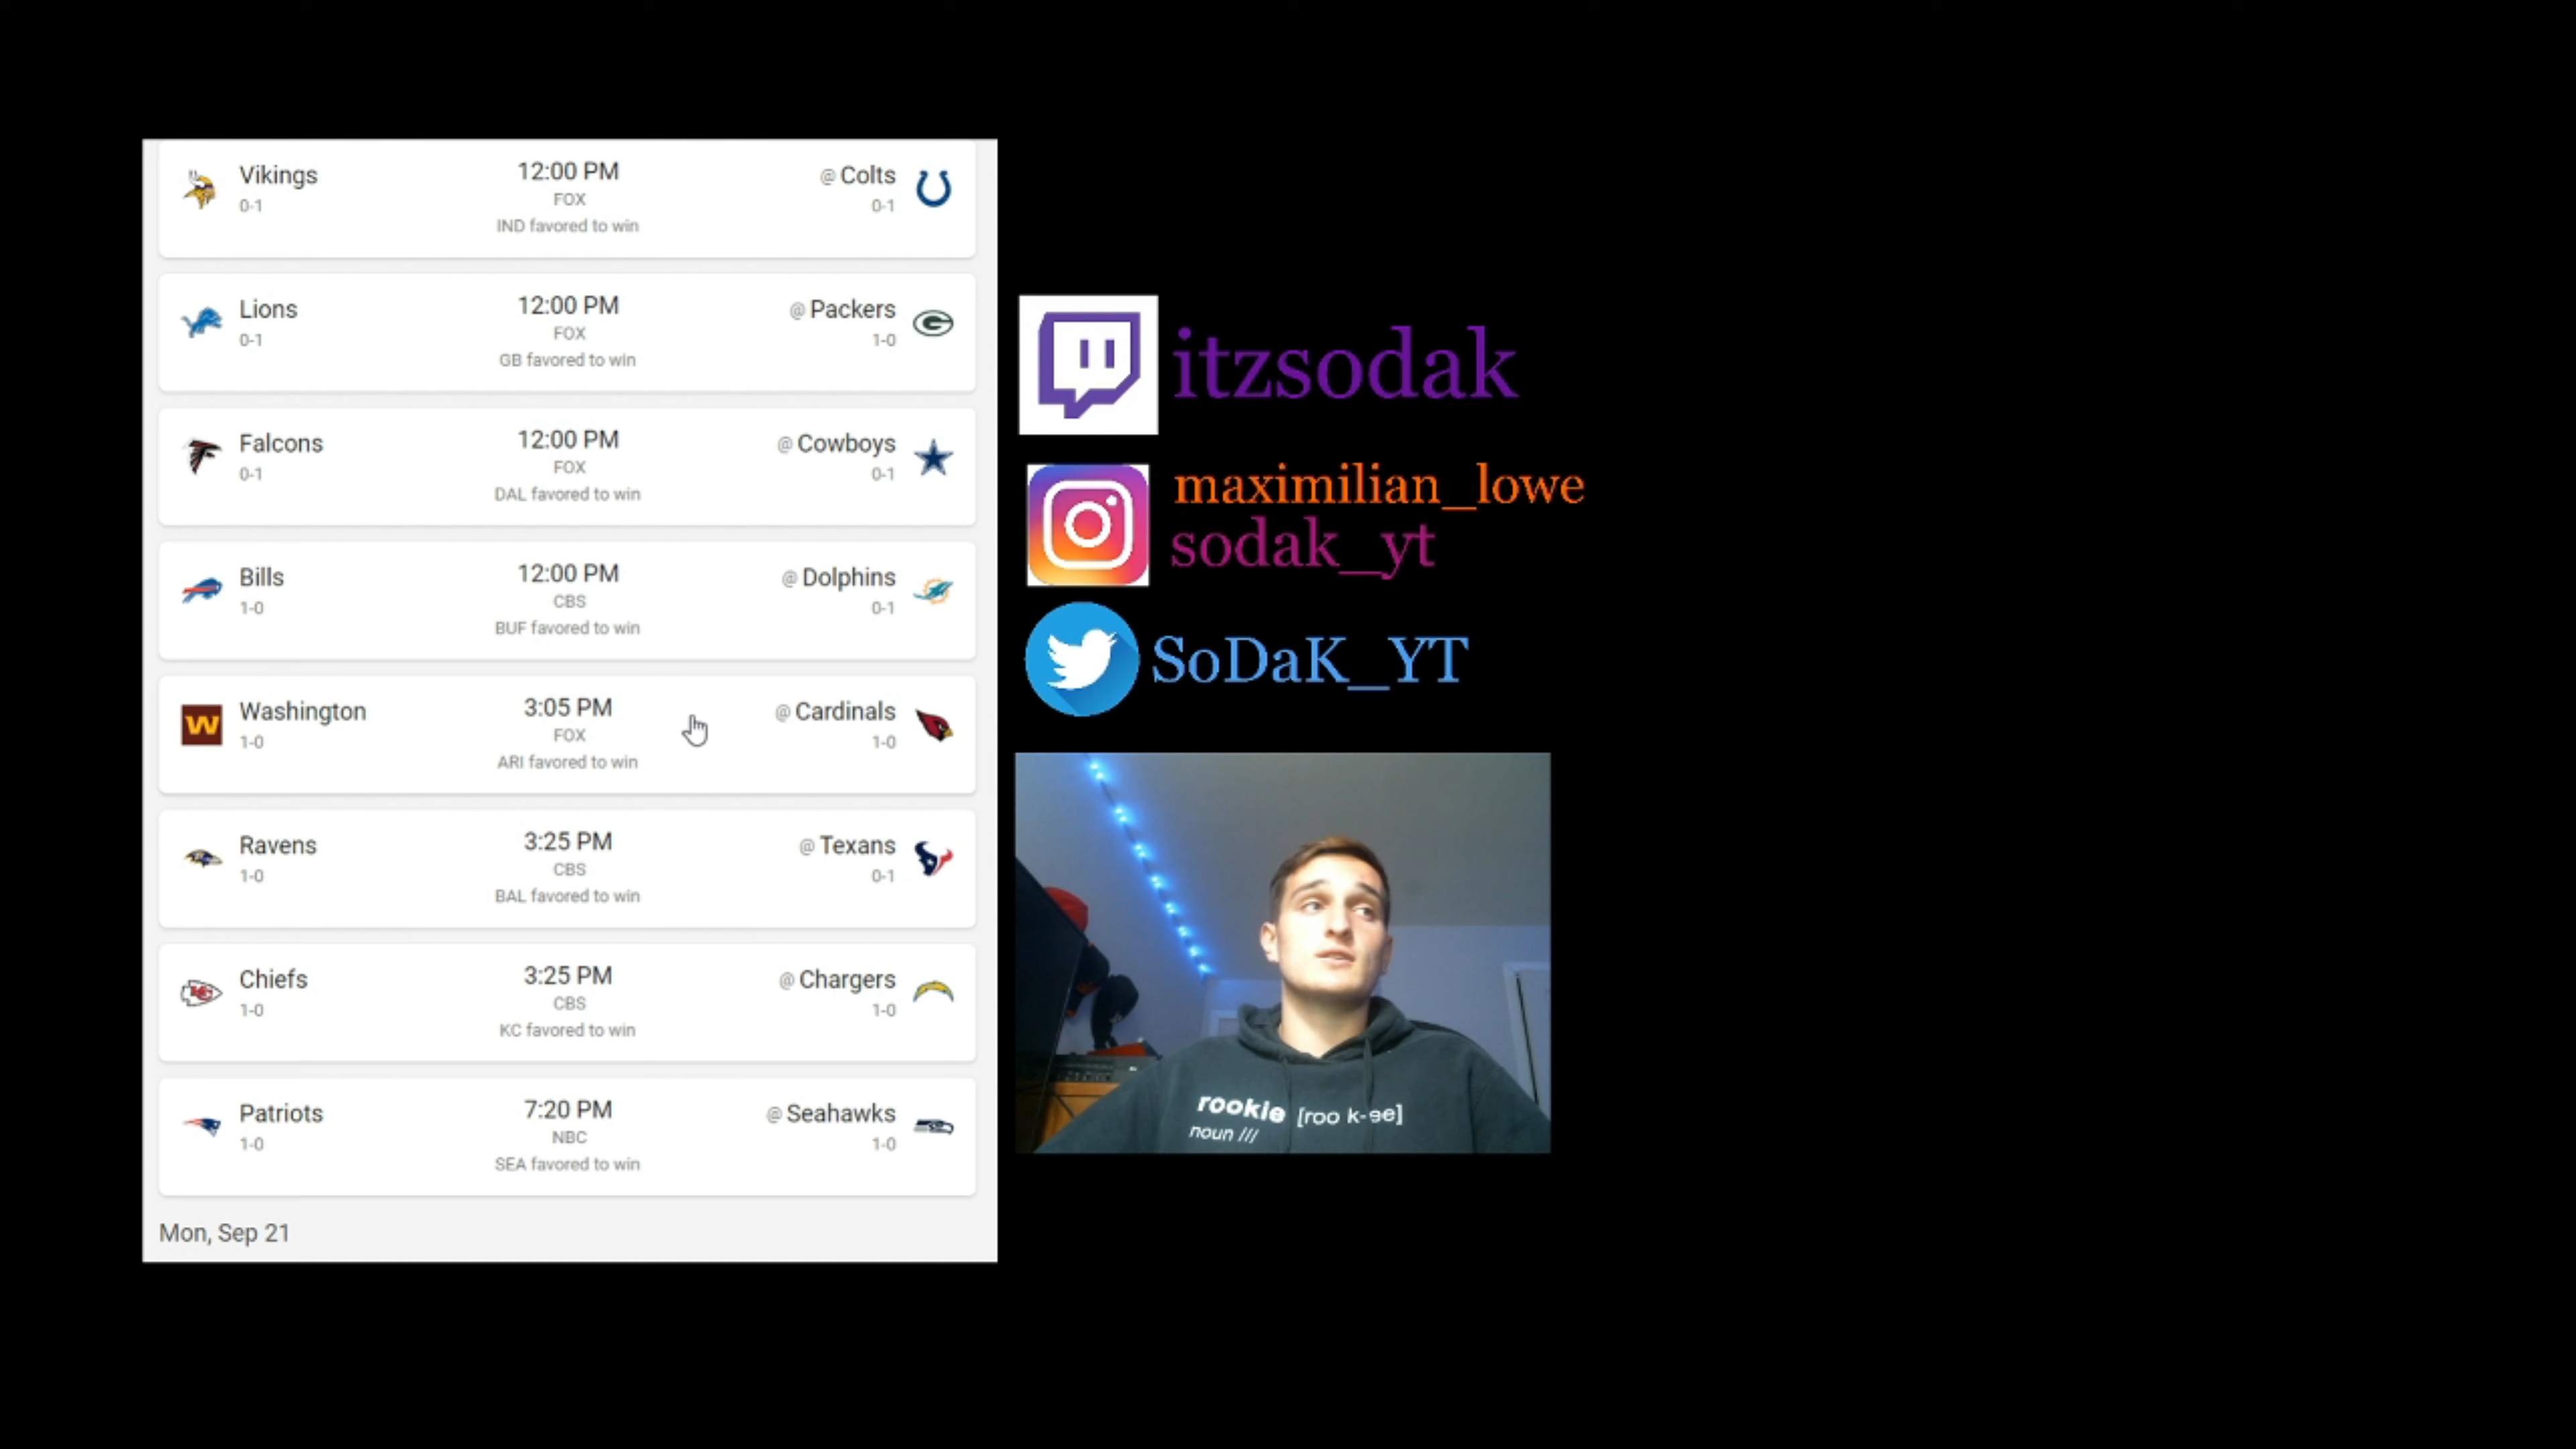 Vikings 12:00 PM @ Colts
0-1 FOX 0-1
IND favored to win
Lions 12:00 PM @ Packers
0-1 FOX 1-0
GB favored to win
Falcons 12:00 PM @ Cowboys
0-1 FOX 0-1
DAL favored to win
Bills 12:00 PM @ Dolphins
1-0 CBS 0-1
BUF favored to win
W
Washington 3:05 PM @ Cardinals
1-0 FOX 1-0
ARI favored to win
Ravens 3:25 PM @ Texans
1-0 CBS 0-1
BAL favored to win
Chiefs 3:25 PM @ Chargers
1-0 CBS 1-0
KC favored to win
Patriots 7:20 PM @ Seahawks
1-0 NBC 1-0
SEA favored to win
Mon, Sep 21
itzsodak
maximilian_lowe
sodak_yt
SoDaK_YT
rookie [roo k-ee]
noun ///